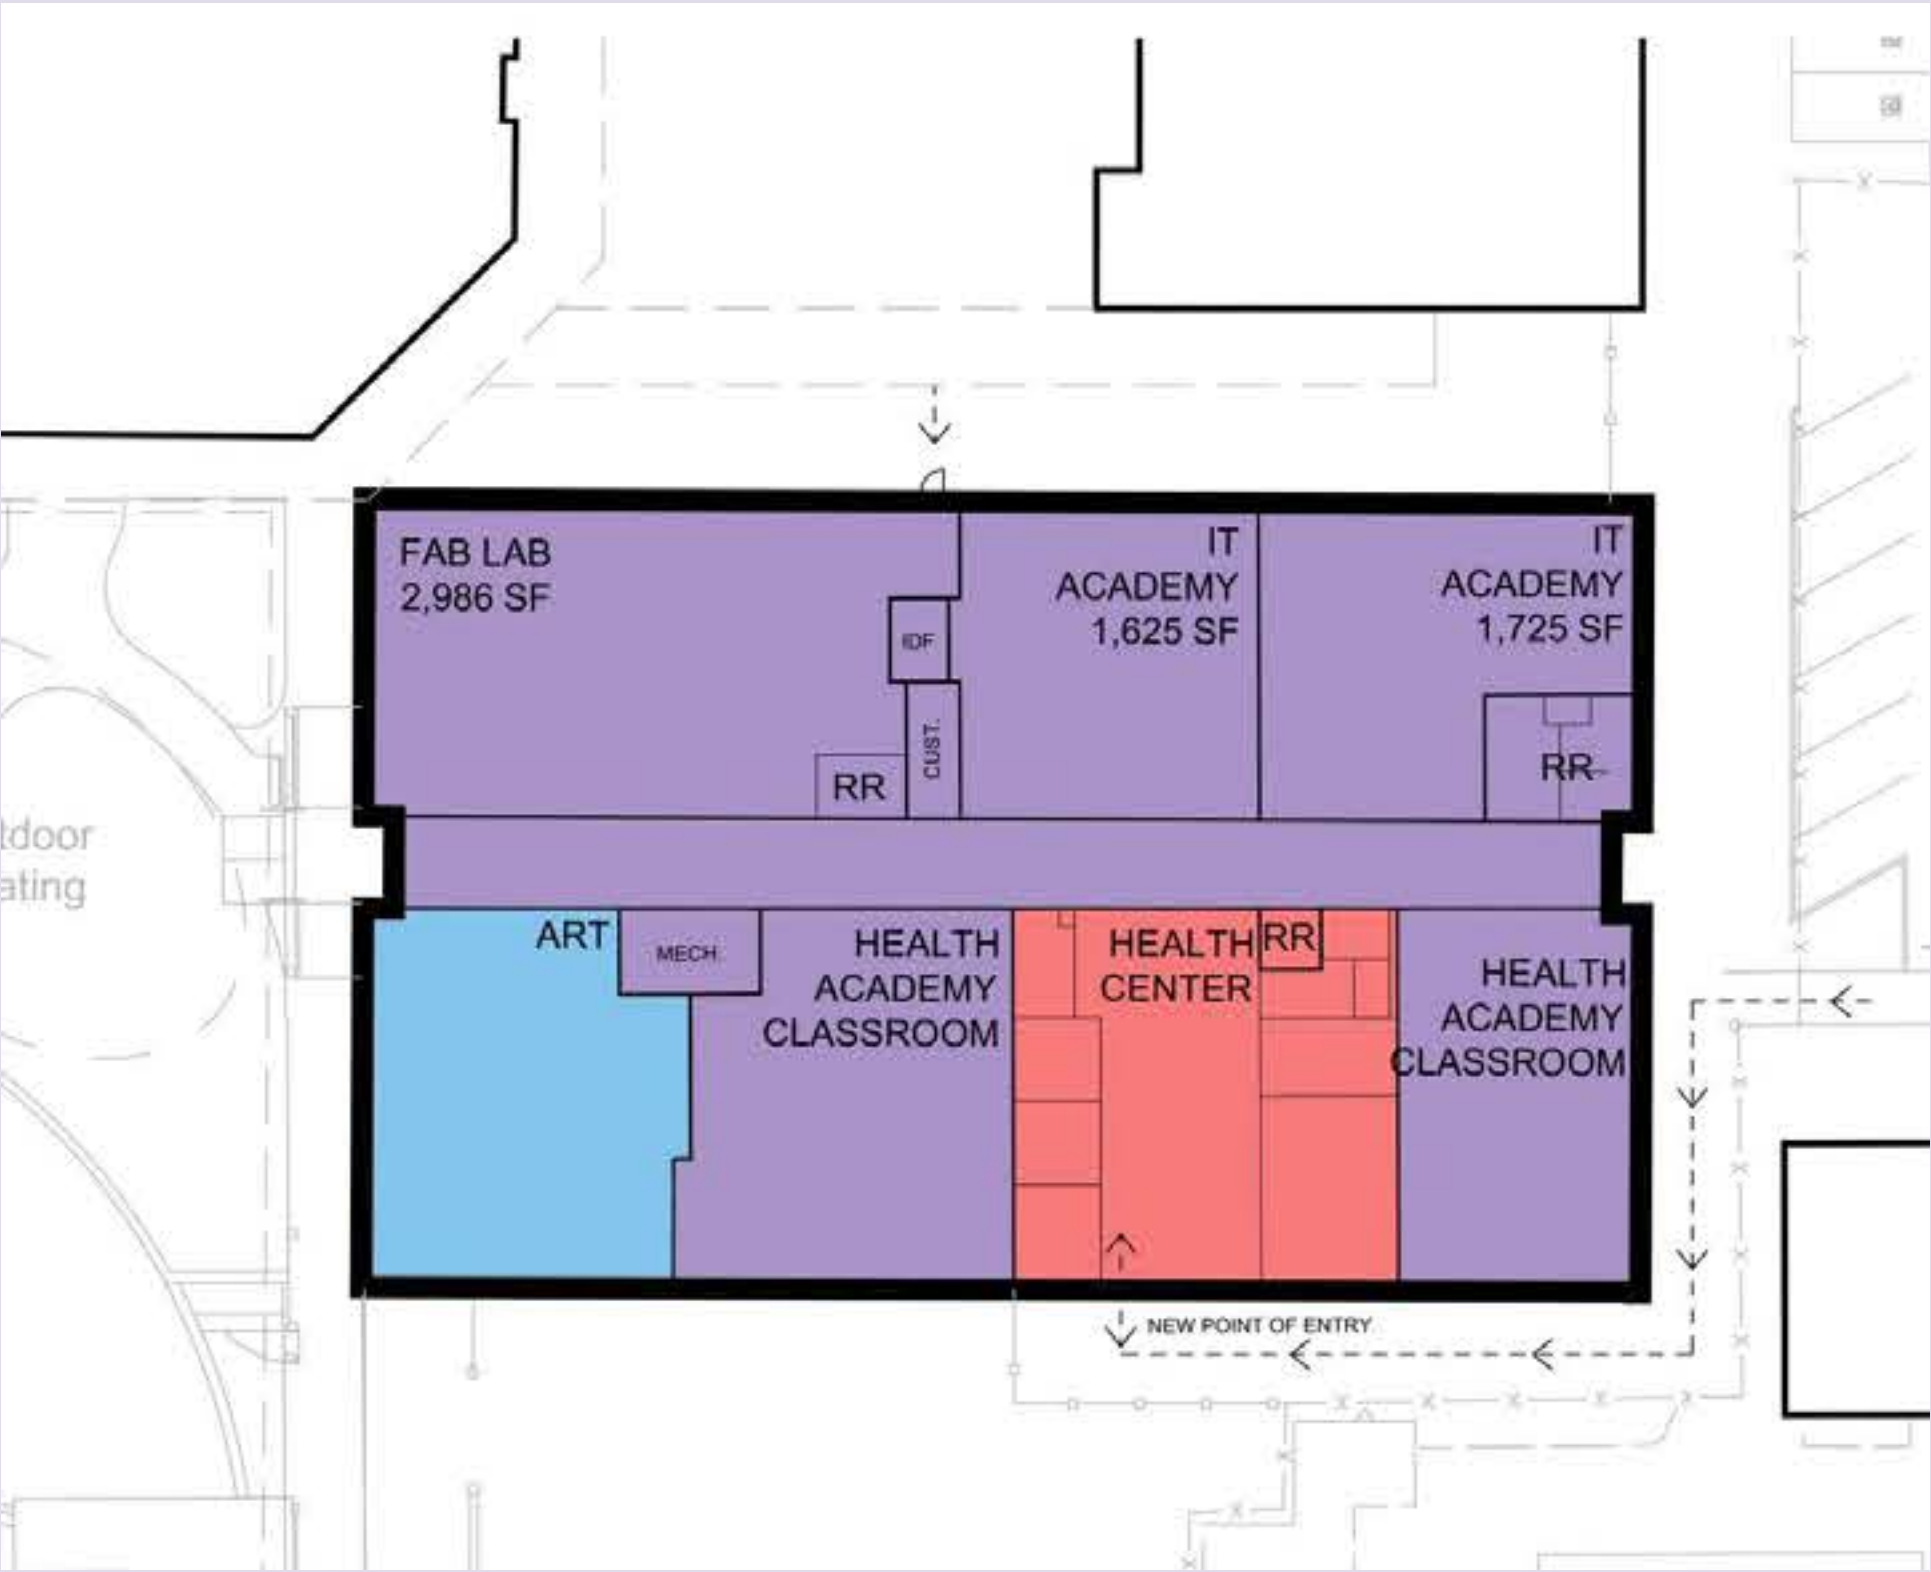 FAB LAB
2,986 SF
IT
ACADEMY
1,625 SF
IT
ACADEMY
1,725 SF
IDF
CUST.
RR
RR
tdoor
ating
ART
MECH.
HEALTH
ACADEMY
CLASSROOM
HEALTH
CENTER
RR
HEALTH
ACADEMY
CLASSROOM
NEW POINT OF ENTRY